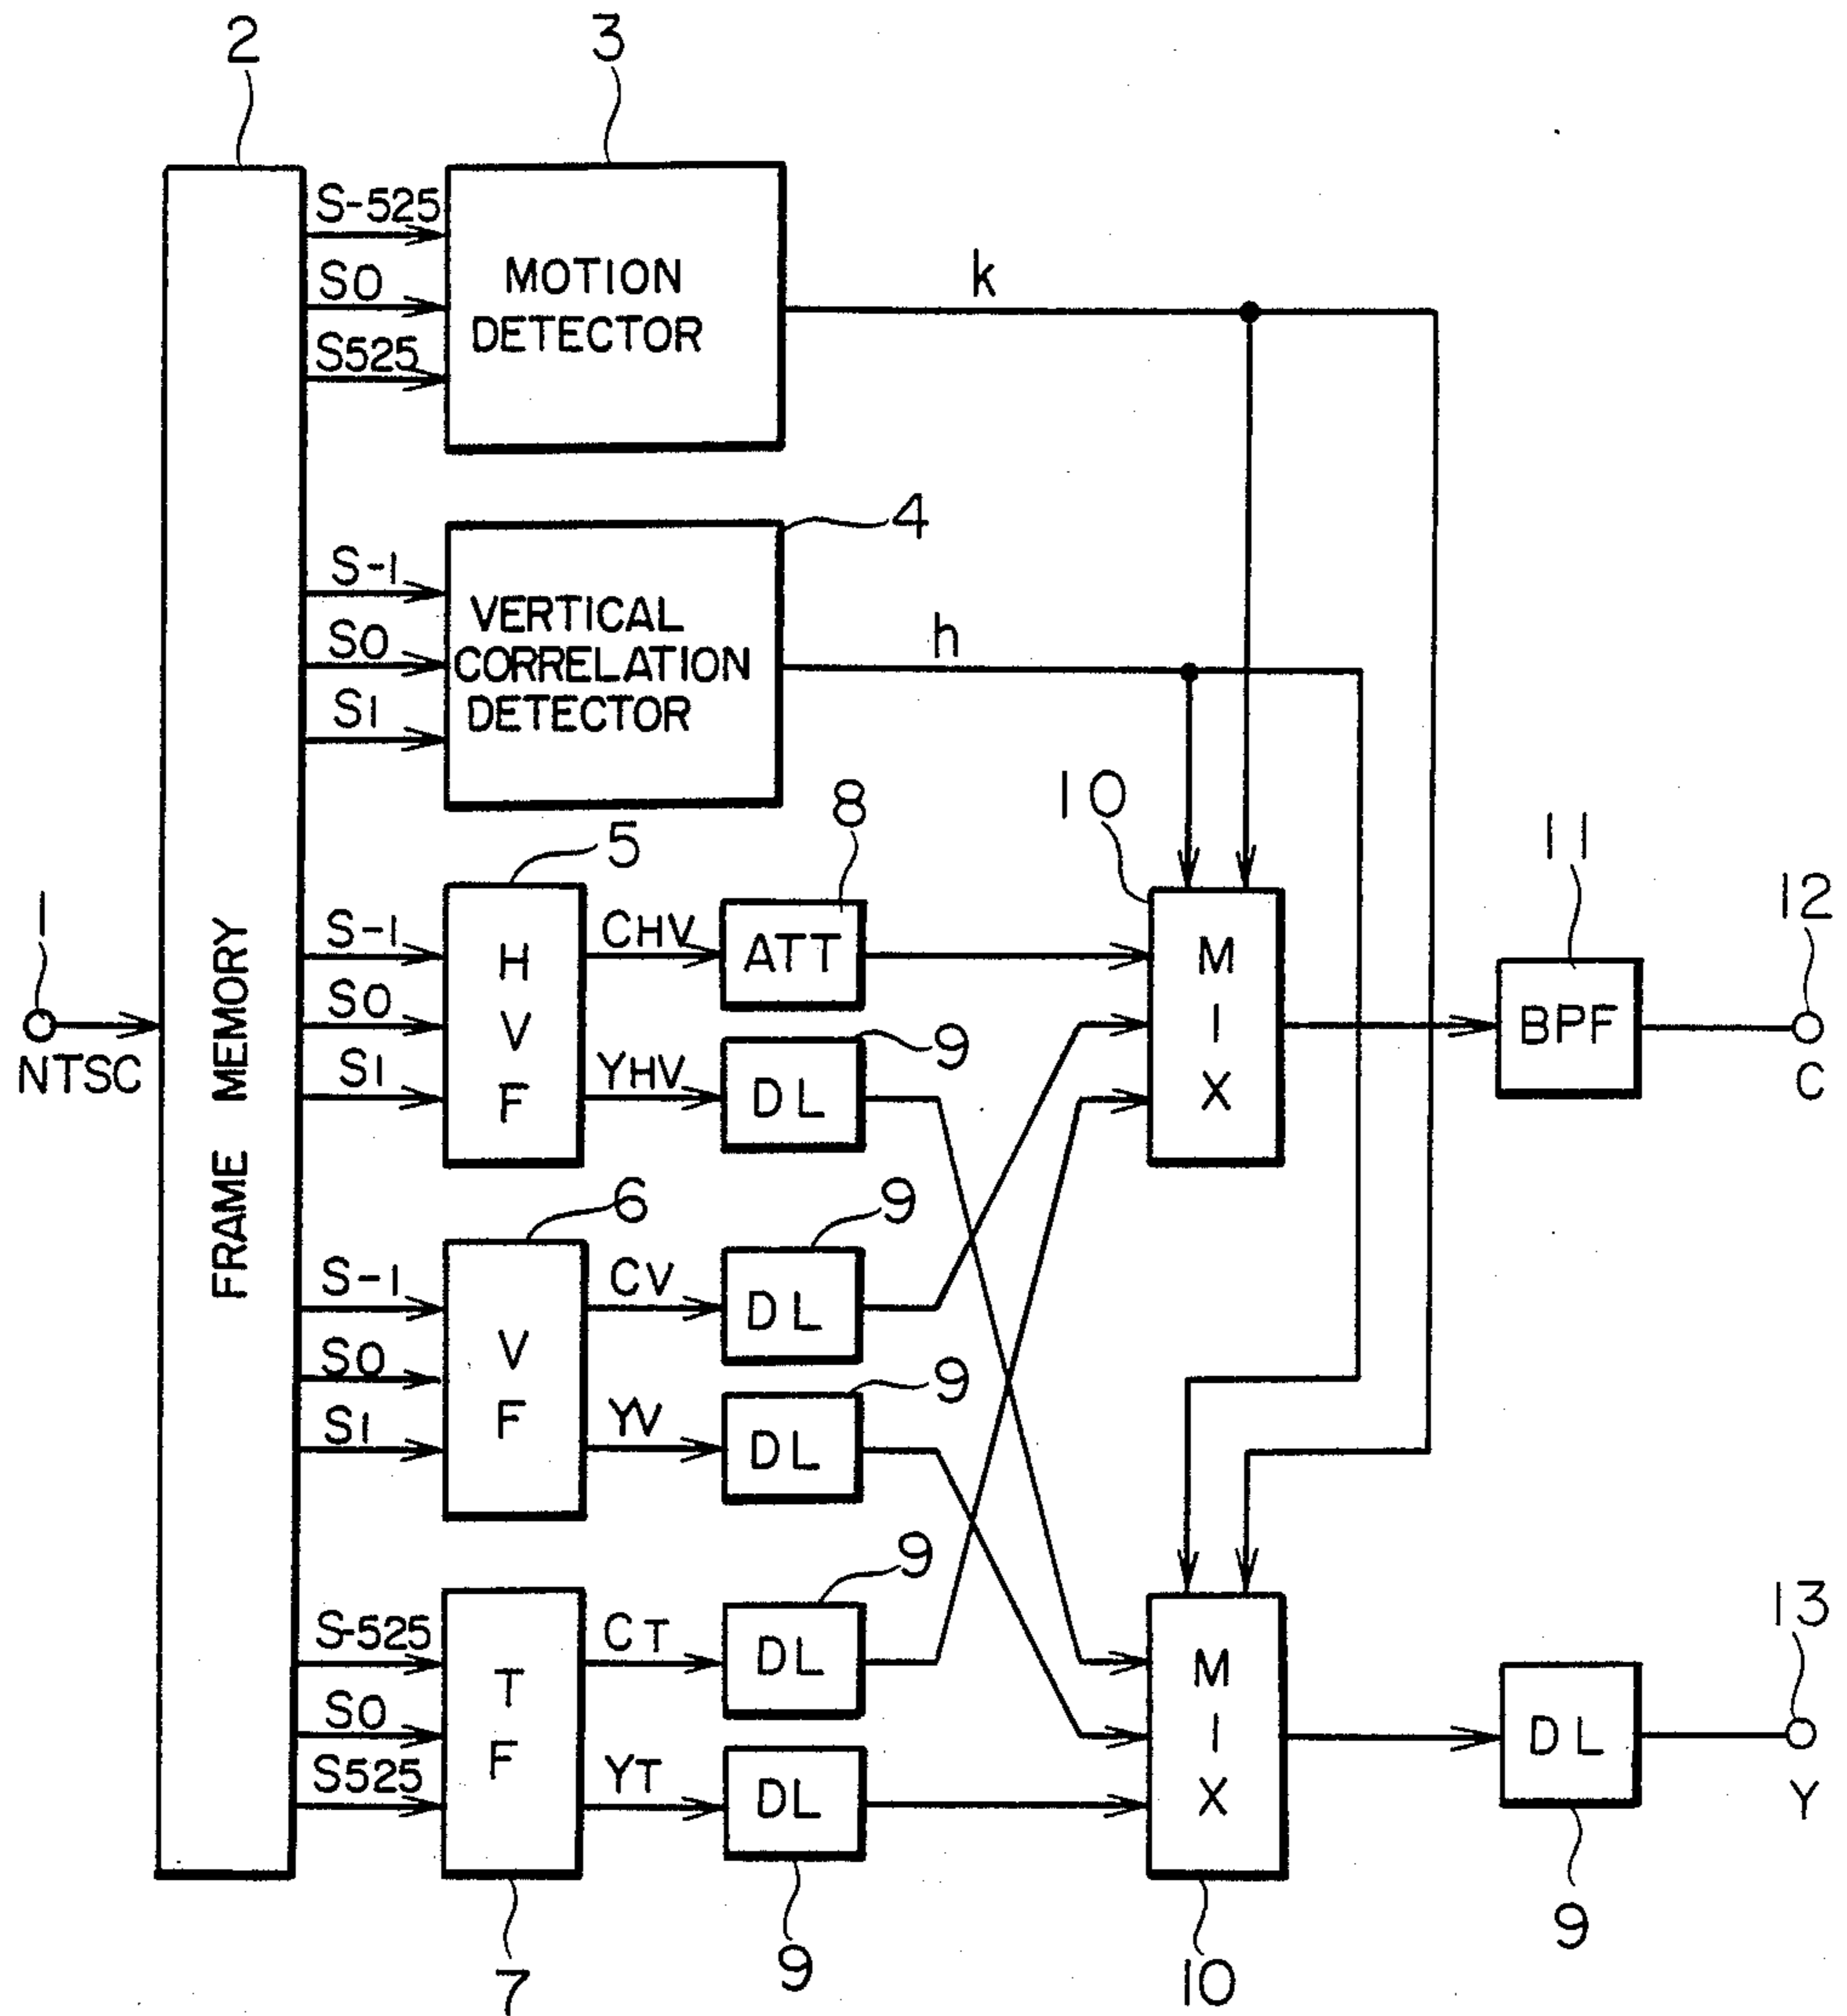 2
3
S-525
S0
S525
MOTION
DETECTOR
k
4
S-1
S0
S1
VERTICAL
CORRELATION
DETECTOR
h
1
NTSC
FRAME MEMORY
5
S-1
S0
S1
H
V
F
CHV
8
ATT
YHV
9
DL
10
M
I
X
11
BPF
12
C
6
S-1
S0
S1
V
F
CV
9
DL
YV
9
DL
S-525
S0
S525
T
F
7
CT
9
DL
YT
DL
9
M
I
X
10
DL
9
13
Y